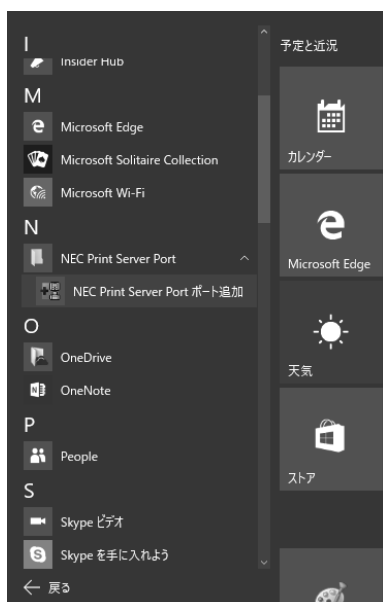 I
Insider Hub
M
Microsoft Edge
Microsoft Solitaire Collection
Microsoft Wi-Fi
N
NEC Print Server Port
NEC Print Server Port ポート追加
O
OneDrive
OneNote
P
People
S
Skype ビデオ
Skype を手に入れよう
戻る
予定と近況
カレンダー
Microsoft Edge
天気
ストア